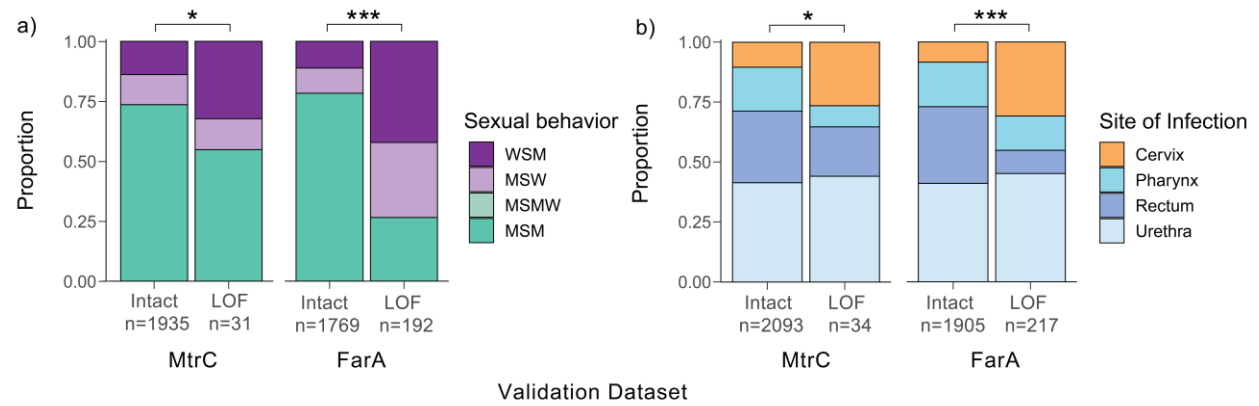 a)
*
***
Proportion
1.00
0.75
0.50
0.25
0.00
Intact
n=1935
LOF
n=31
Intact
n=1769
LOF
n=192
MtrC
FarA
Sexual behavior
WSM
MSW
MSMW
MSM
b)
*
***
Proportion
1.00
0.75
0.50
0.25
0.00
Intact
n=2093
LOF
n=34
Intact
n=1905
LOF
n=217
MtrC
FarA
Site of Infection
Cervix
Pharynx
Rectum
Urethra
Validation Dataset